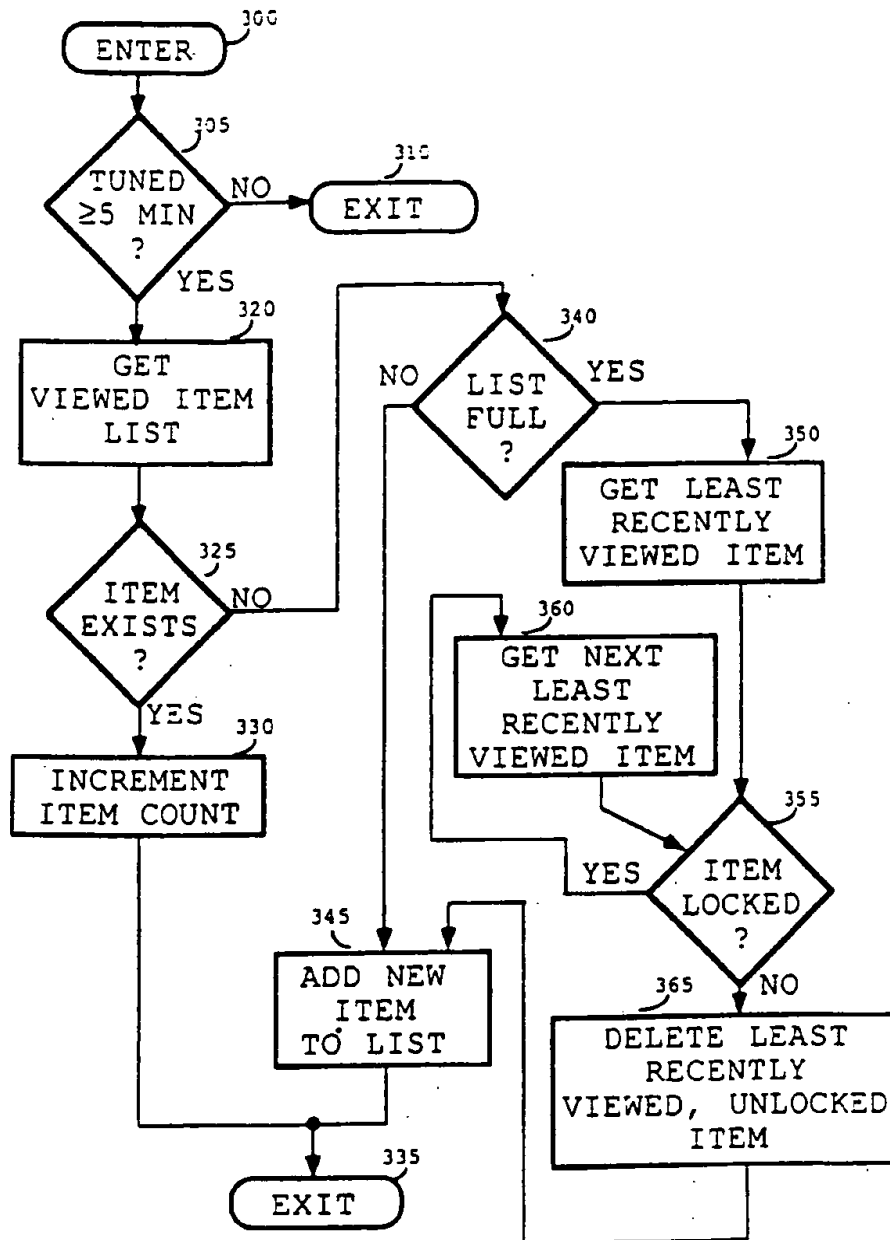 300
ENTER
305
TUNED
≥5 MIN
?
NO
310
EXIT
YES
320
GET
VIEWED ITEM
LIST
325
ITEM
EXISTS
?
NO
YES
330
INCREMENT
ITEM COUNT
340
LIST
FULL
?
NO
YES
350
GET LEAST
RECENTLY
VIEWED ITEM
360
GET NEXT
LEAST
RECENTLY
VIEWED ITEM
355
ITEM
LOCKED
?
YES
NO
345
ADD NEW
ITEM
TO LIST
365
DELETE LEAST
RECENTLY
VIEWED, UNLOCKED
ITEM
335
EXIT